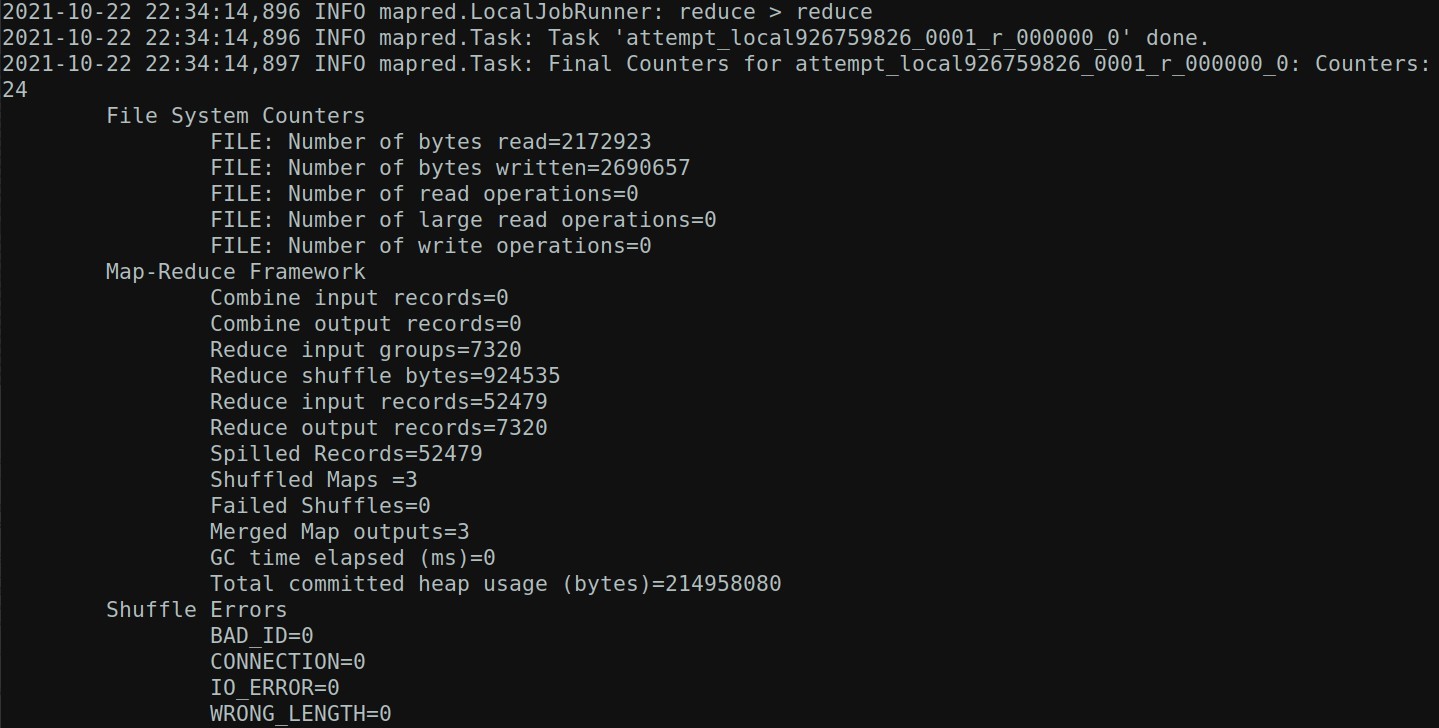 2021-10-22 22:34:14,896 INFO mapred.LocalJobRunner: reduce > reduce
2021-10-22 22:34:14,896 INFO mapred.Task: Task 'attempt_local926759826_0001_r_000000_0' done.
2021-10-22 22:34:14,897 INFO mapred.Task: Final Counters for attempt_local926759826_0001_r_000000_0: Counters:
24
File System Counters
FILE: Number of bytes read=2172923
FILE: Number of bytes written=2690657
FILE: Number of read operations=0
FILE: Number of large read operations=0
FILE: Number of write operations=0
Map-Reduce Framework
Combine input records=0
Combine output records=0
Reduce input groups=7320
Reduce shuffle bytes=924535
Reduce input records=52479
Reduce output records=7320
Spilled Records=52479
Shuffled Maps =3
Failed Shuffles=0
Merged Map outputs=3
GC time elapsed (ms)=0
Total committed heap usage (bytes)=214958080
Shuffle Errors
BAD_ID=0
CONNECTION=0
IO_ERROR=0
WRONG_LENGTH=0